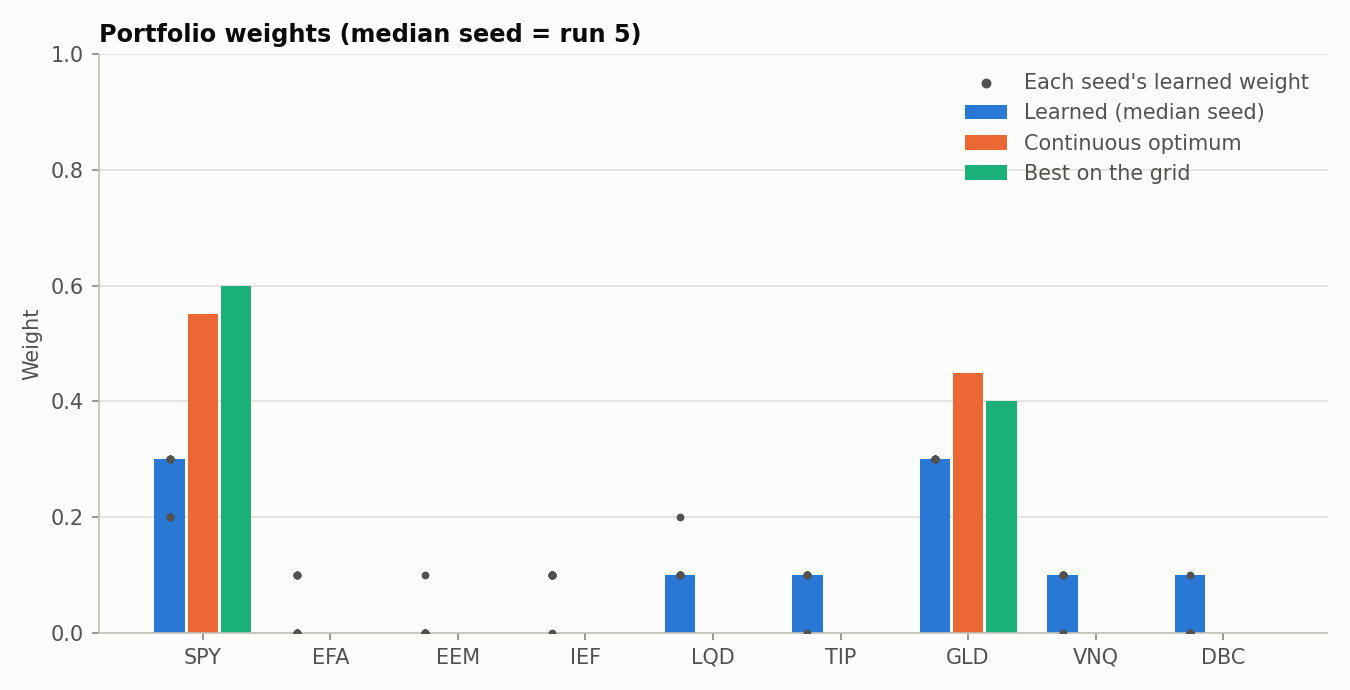 Portfolio weights (median seed = run 5)
1.0
0.8
0.6
0.4
0.2
0.0
Weight
Each seed's learned weight
Learned (median seed)
Continuous optimum
Best on the grid
SPY EFA EEM IEF LQD TIP GLD VNQ DBC